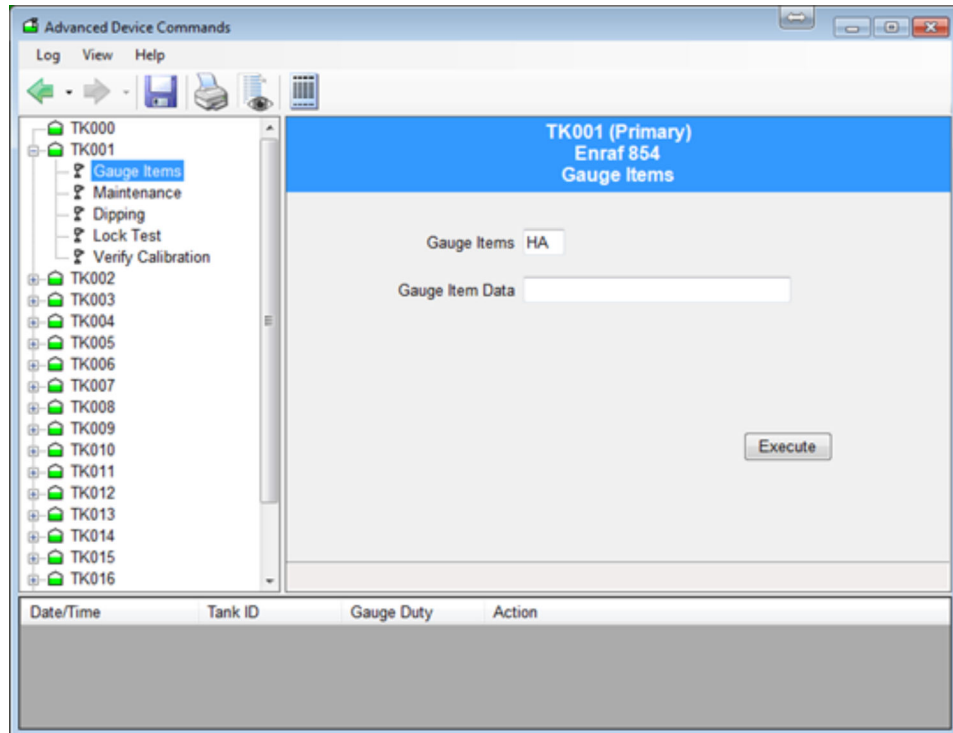 Advanced Device Commands
Log View Help
TK000
TK001
Gauge Items
Maintenance
Dipping
Lock Test
Verify Calibration
TK002
TK003
TK004
TK005
TK006
TK007
TK008
TK009
TK010
TK011
TK012
TK013
TK014
TK015
TK016
TK001 (Primary)
Enraf 854
Gauge Items
Gauge Items HA
Gauge Item Data
Execute
Date/Time Tank ID Gauge Duty Action